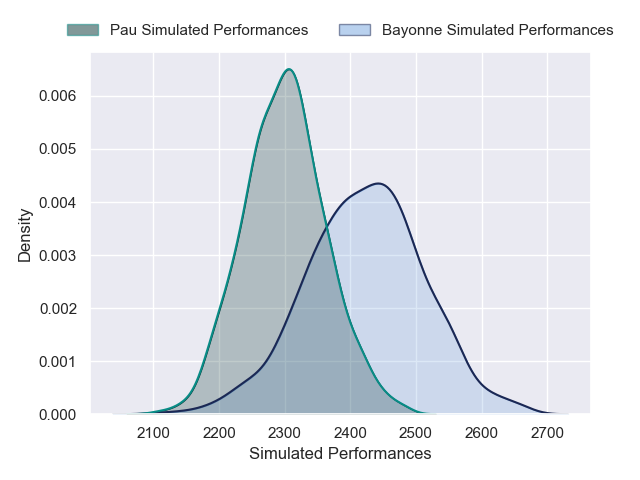 Pau Simulated Performances
Bayonne Simulated Performances
0.006
0.005
0.004
0.003
0.002
0.001
0.000
Density
2100 2200 2300 2400 2500 2600 2700
Simulated Performances